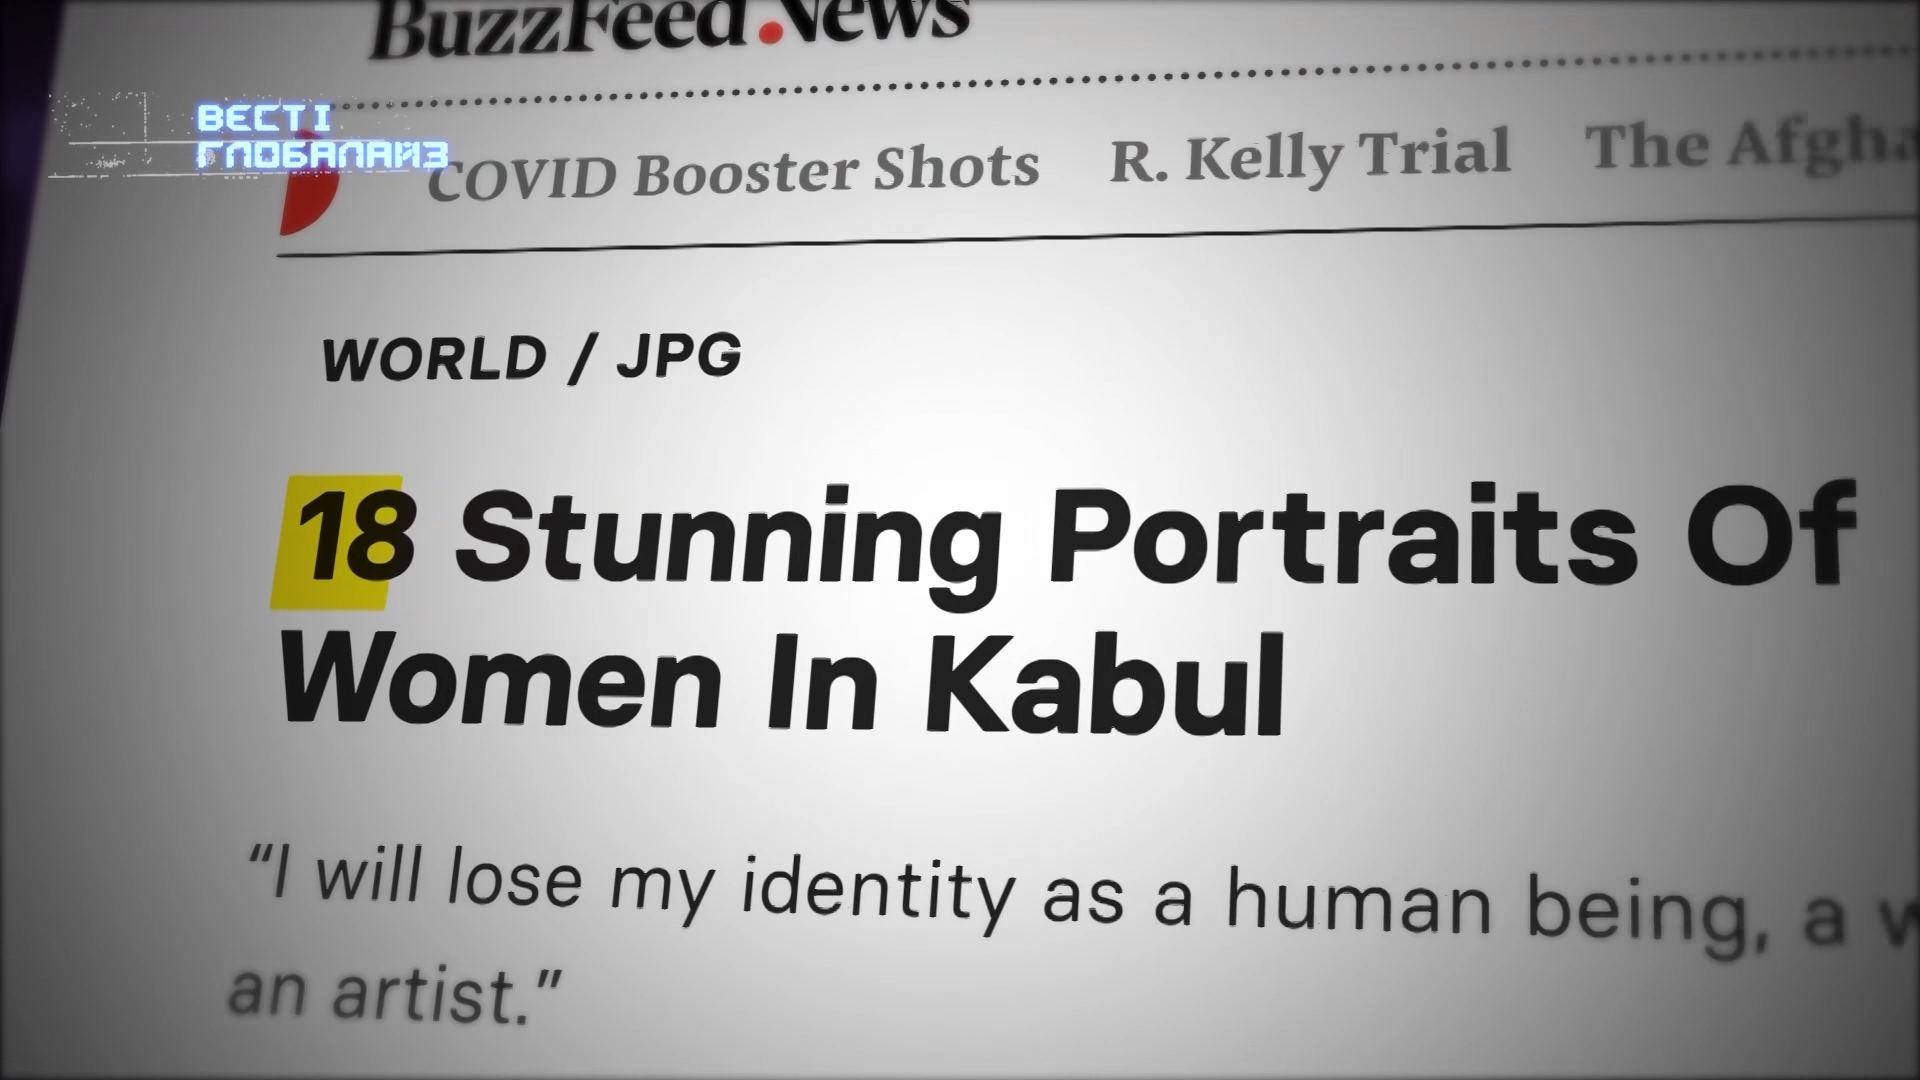 BuzzFeed.News
ВЕСТІ
ГЛОБАЛАЙЗ
COVID Booster Shots R. Kelly Trial The
WORLD / JPG
18 Stunning Portraits Of
Women In Kabul
“I will lose my identity as a human being, a
an artist.”